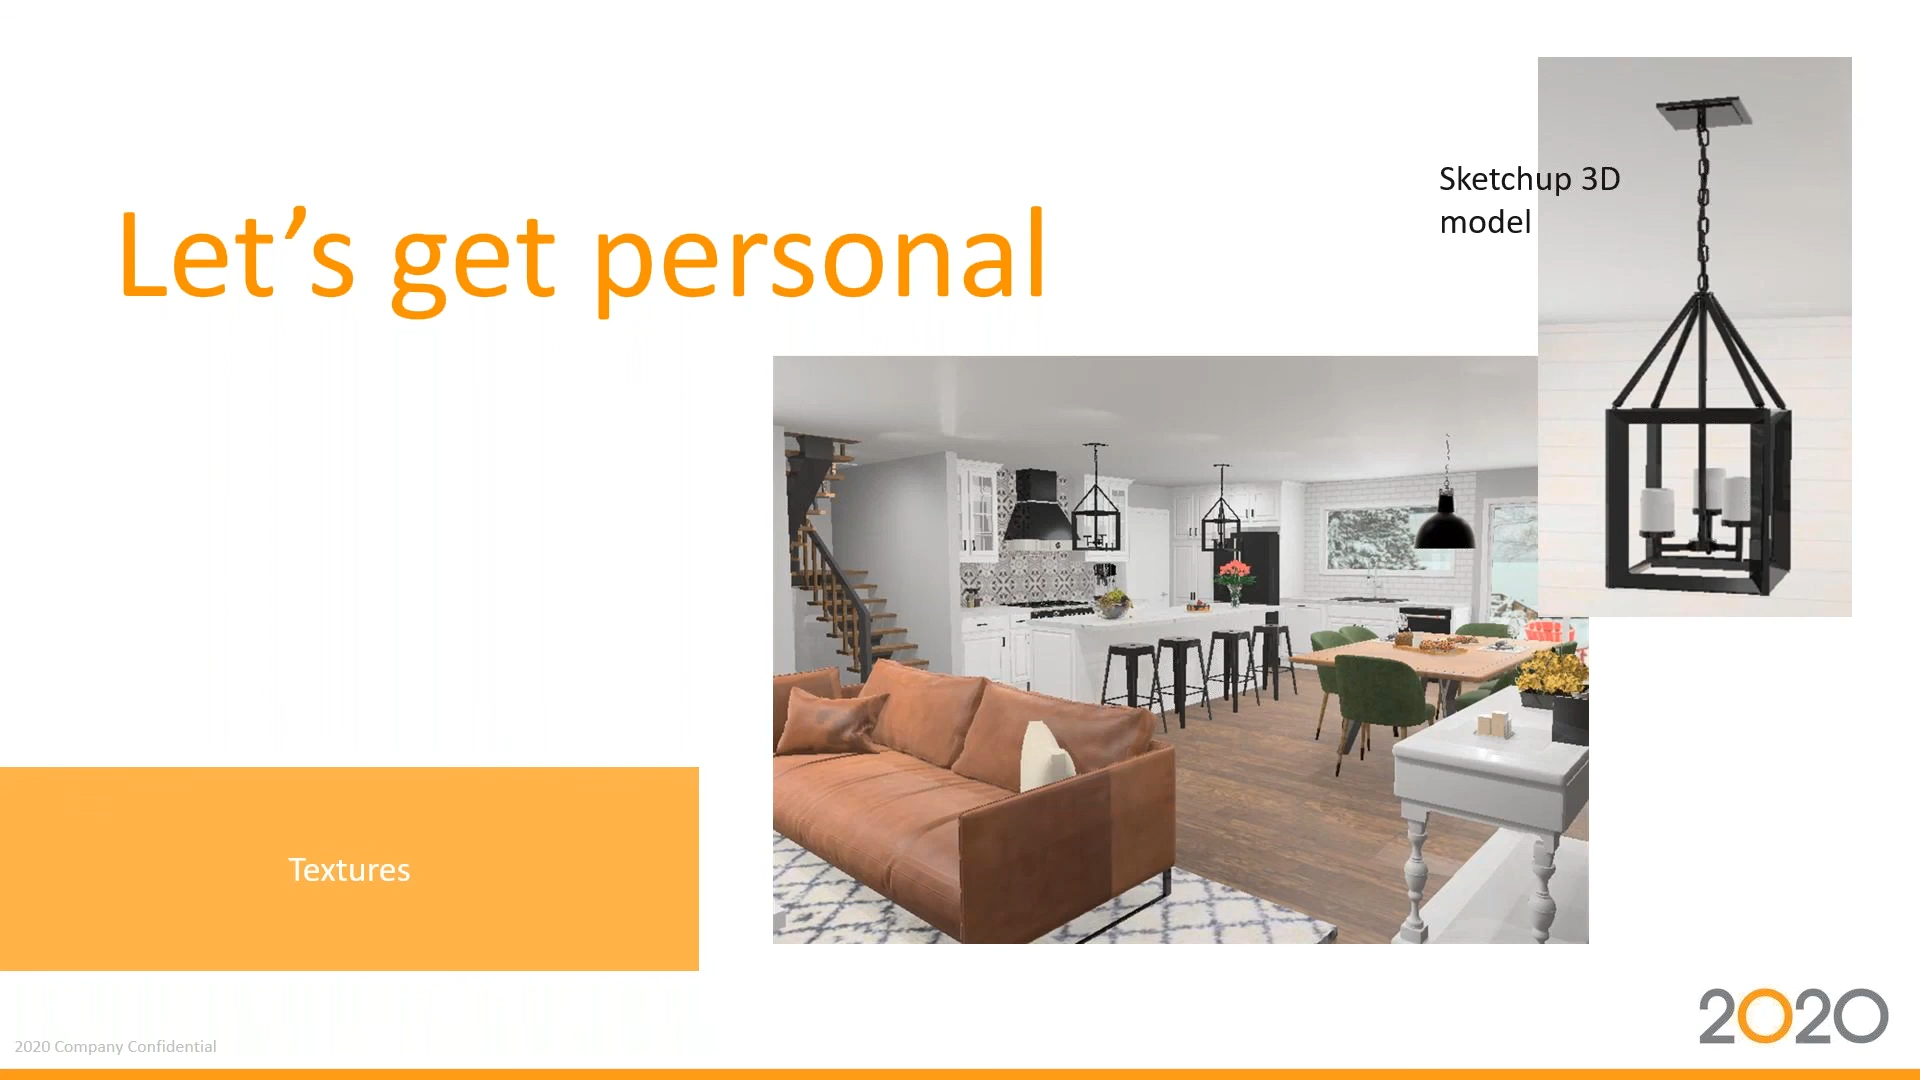 Sketchup 3D
model
Let’s get personal
Textures
2020
2020 Company Confidential